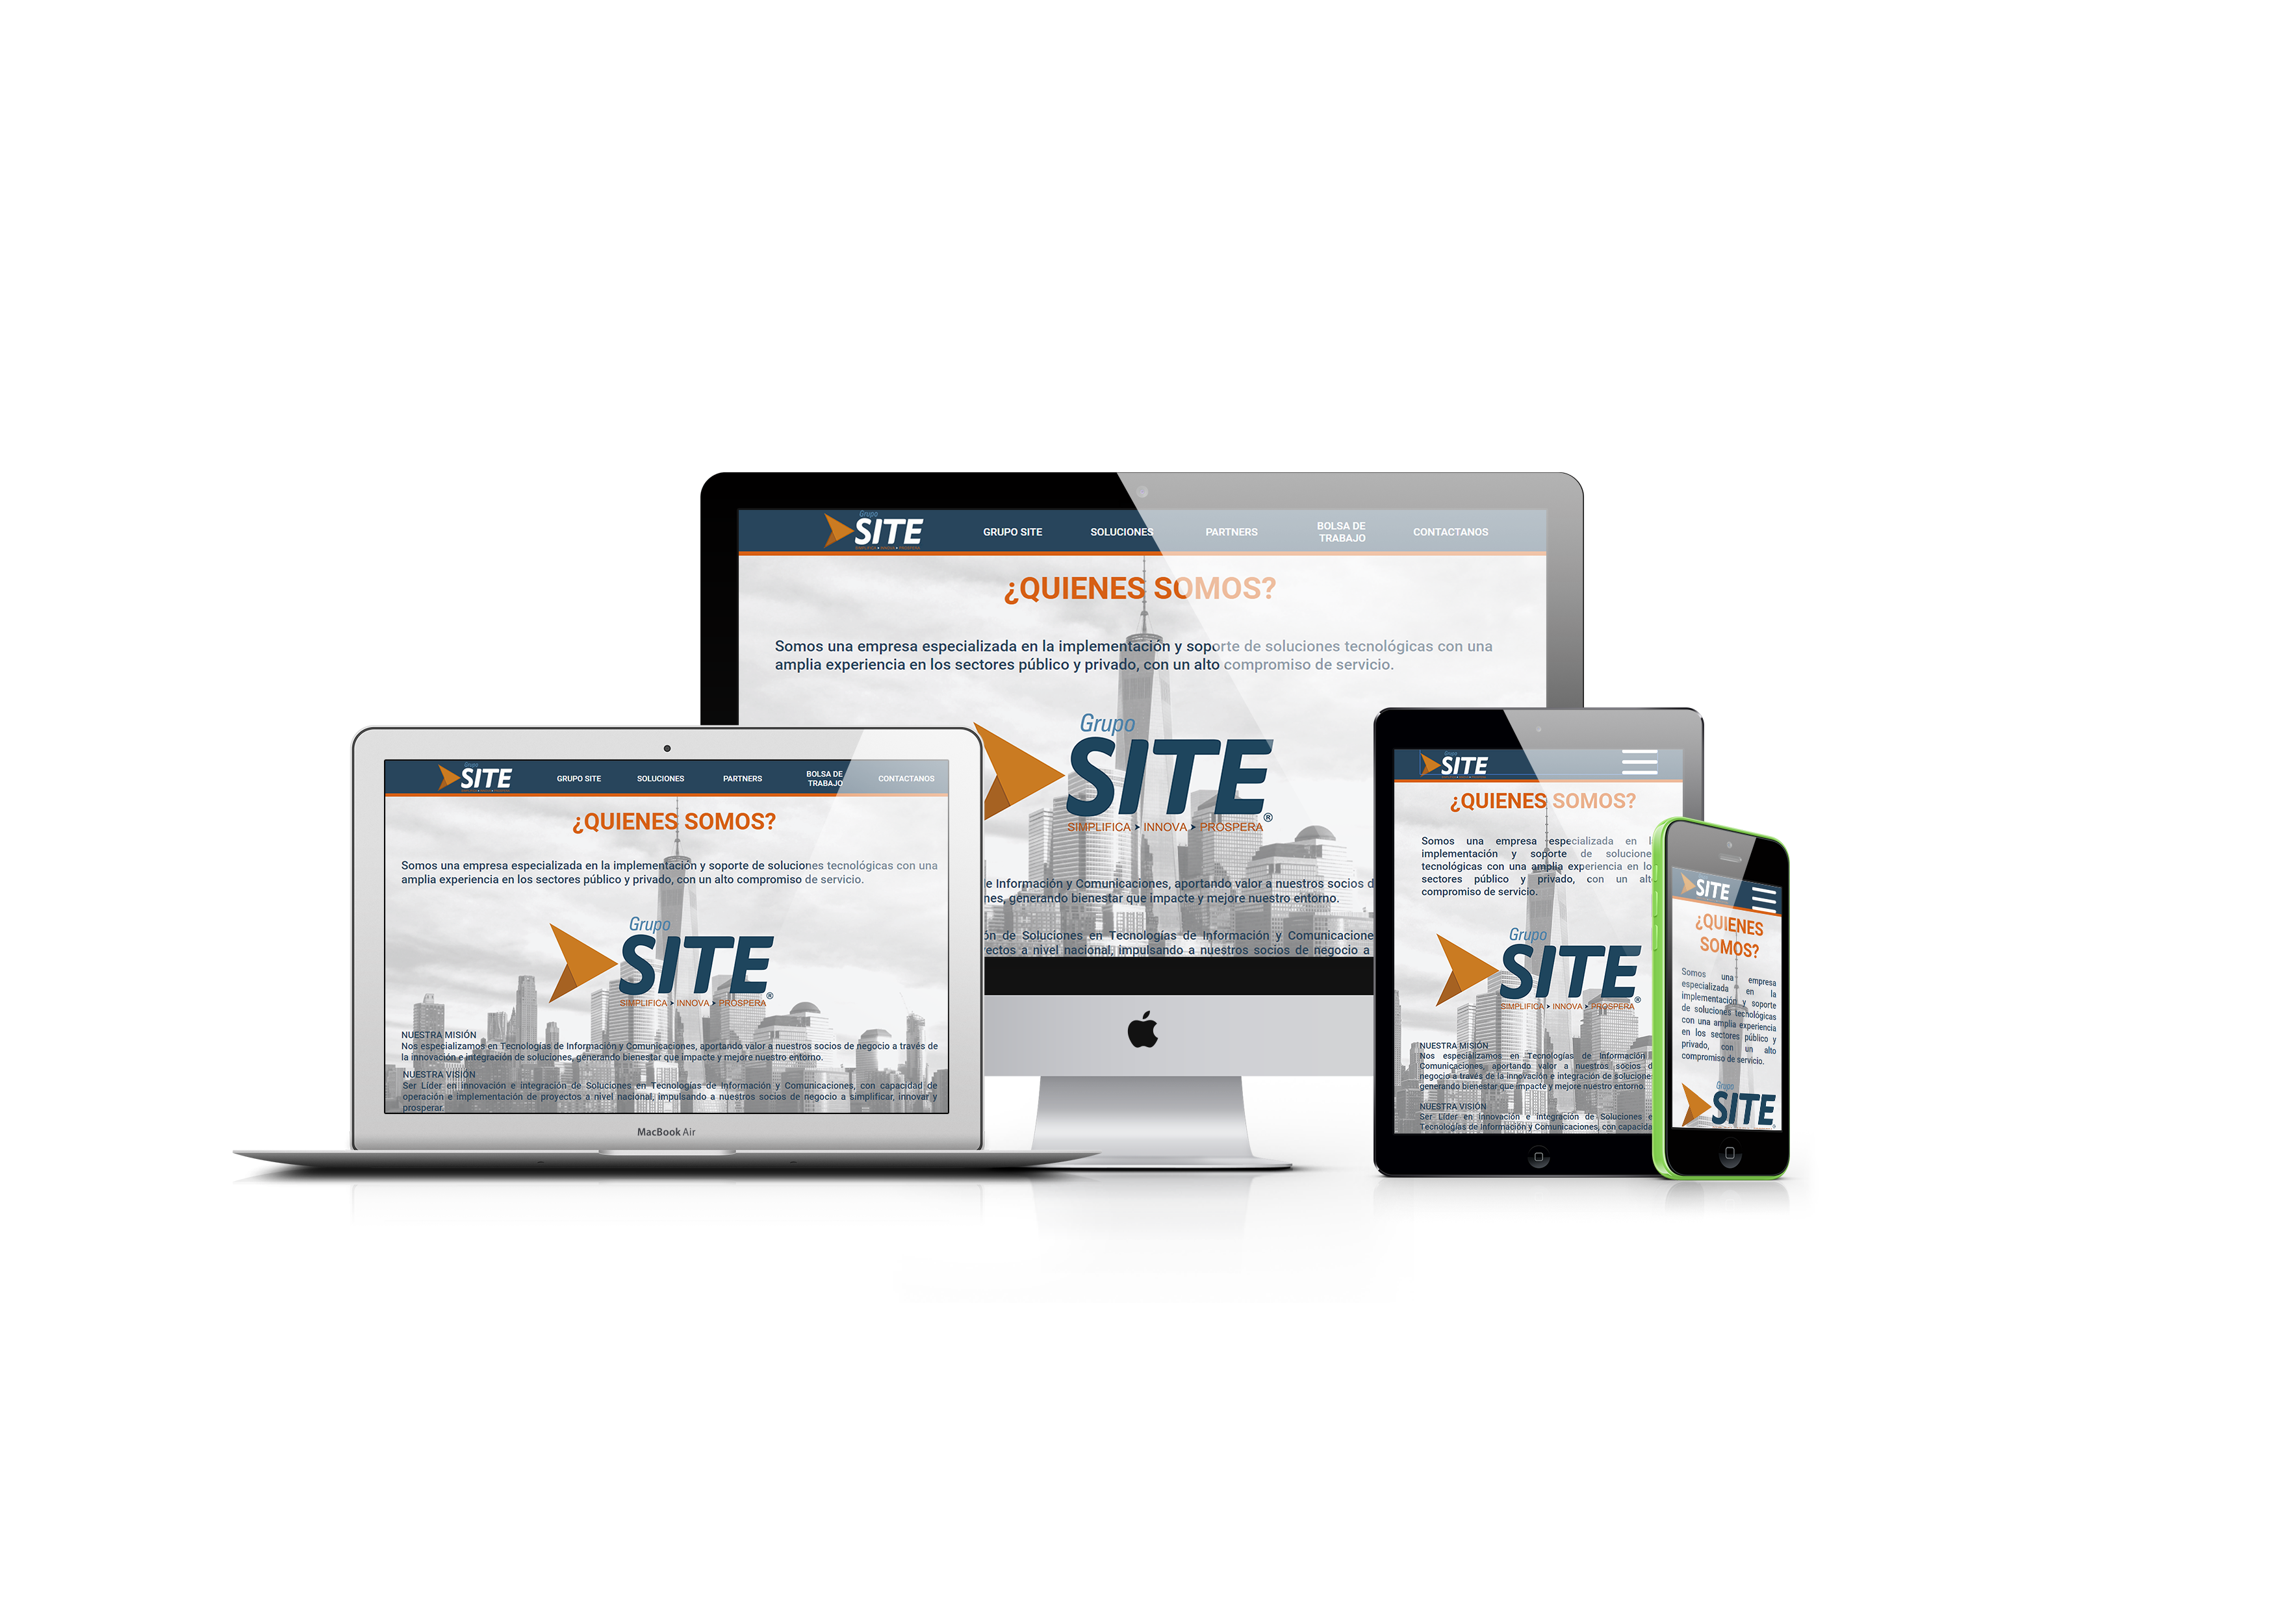 Grupo
SITE
GRUPO SITE
SOLUCIONES
PARTNERS
BOLSA DE
TRABAJO
CONTACTANOS
¿QUIENES SOMOS?
Somos una empresa especializada en la implementación y soporte de soluciones tecnológicas con una
amplia experiencia en los sectores público y privado, con un alto compromiso de servicio.
Grupo
SITE®
SIMPLIFICA ➤ INNOVA ➤ PROSPERA
e Información y Comunicaciones, aportando valor a nuestros socios d
nes, generando bienestar que impacte y mejore nuestro entorno.
ón de Soluciones en Tecnologías de Información y Comunicacione
ectos a nivel nacional, impulsando a nuestros socios de negocio a
SITE
GRUPO SITE
SOLUCIONES
PARTNERS
BOLSA DE
TRABAJO
CONTACTANOS
¿QUIENES SOMOS?
Somos una empresa especializada en la implementación y soporte de soluciones tecnológicas con una
amplia experiencia en los sectores público y privado, con un alto compromiso de servicio.
Grupo
SITE®
SIMPLIFICA ➤ INNOVA ➤ PROSPERA
NUESTRA MISIÓN
Nos especializamos en Tecnologías de Información y Comunicaciones, aportando valor a nuestros socios de negocio a través de
la innovación e integración de soluciones, generando bienestar que impacte y mejore nuestro entorno.
NUESTRA VISIÓN
Ser Líder en innovación e integración de Soluciones en Tecnologías de Información y Comunicaciones, con capacidad de
operación e implementación de proyectos a nivel nacional, impulsando a nuestros socios de negocio a simplificar, innovar y
prosperar.
MacBook Air
SITE
¿QUIENES SOMOS?
Somos una empresa especializada en l
implementación y soporte de solucione
tecnológicas con una amplia experiencia en lo
sectores público y privado, con un alt
compromiso de servicio.
Grupo
SITE®
SIMPLIFICA ➤ INNOVA ➤ PROSPERA
NUESTRA MISIÓN
Nos especializamos en Tecnologías de Información
Comunicaciones, aportando valor a nuestros socios d
negocio a través de la innovación e integración de solucione
generando bienestar que impacte y mejore nuestro entorno.
NUESTRA VISIÓN
Ser Líder en innovación e integración de Soluciones e
Tecnologías de Información y Comunicaciones, con capacida
SITE
¿QUIENES
SOMOS?
Somos una empresa
especializada en la
implementación y soporte
de soluciones tecnológicas
con una amplia experiencia
en los sectores público y
privado, con un alto
compromiso de servicio.
Grupo
SITE